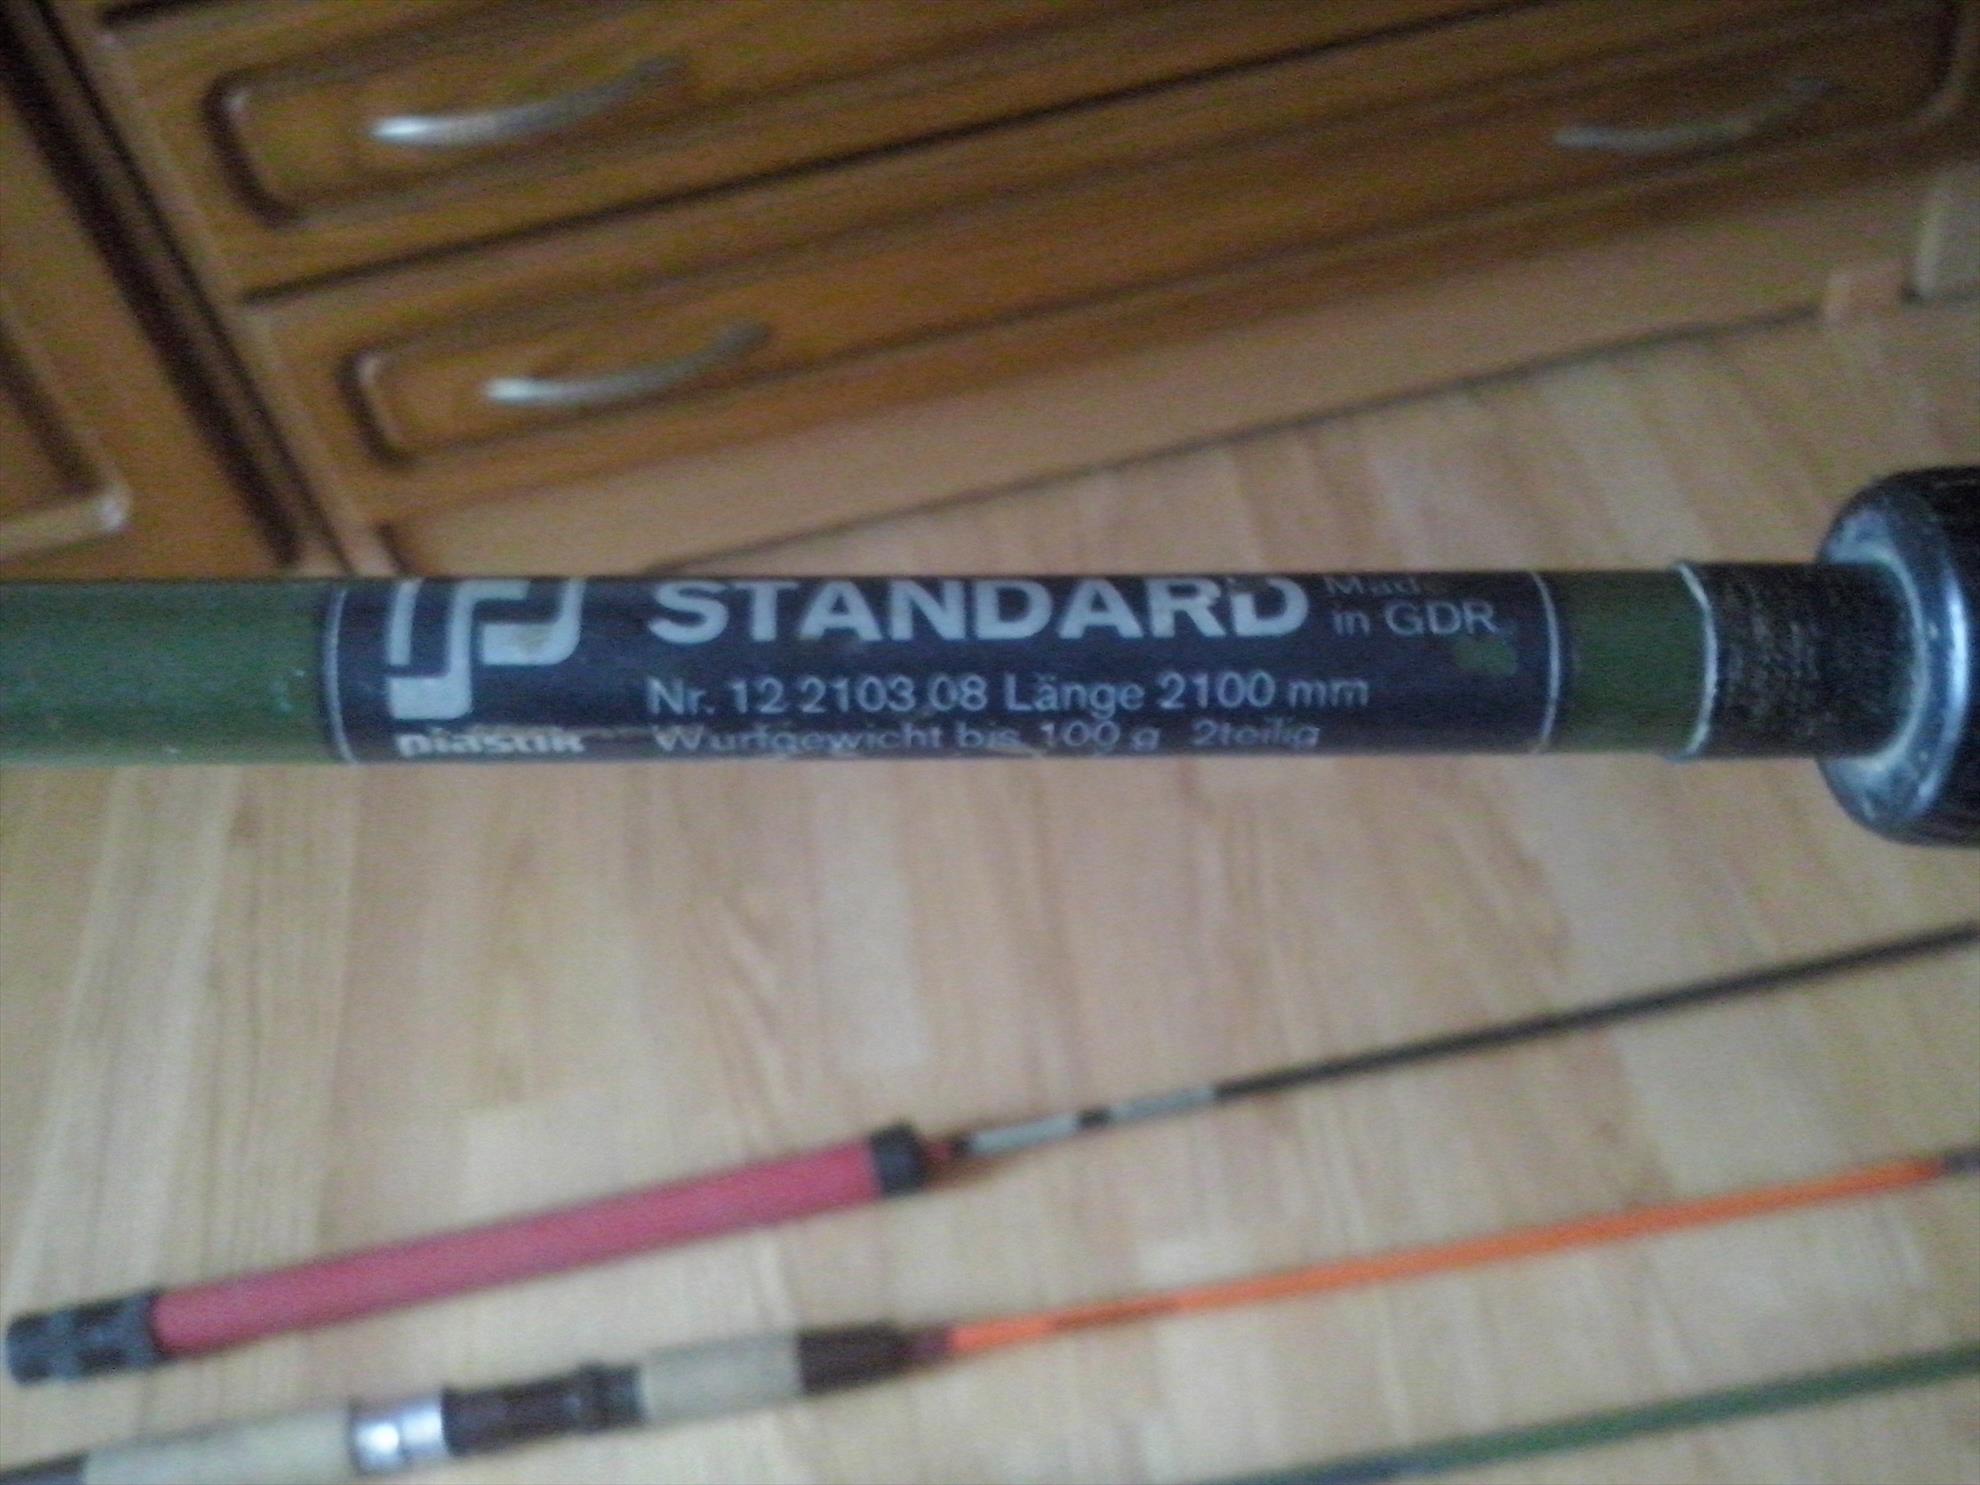 STANDARD Made
in GDR
Nr. 12 2103 08 Länge 2100 mm
plastik Wurfgewicht bis 100 g 2teilig